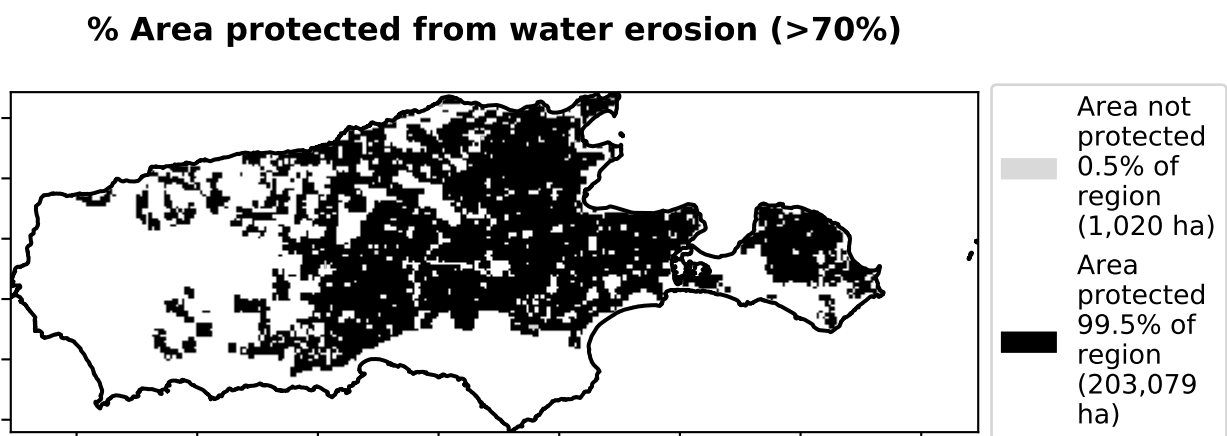 % Area protected from water erosion (>70%)
Area not
protected
0.5% of
region
(1,020 ha)
Area
protected
99.5% of
region
(203,079
ha)